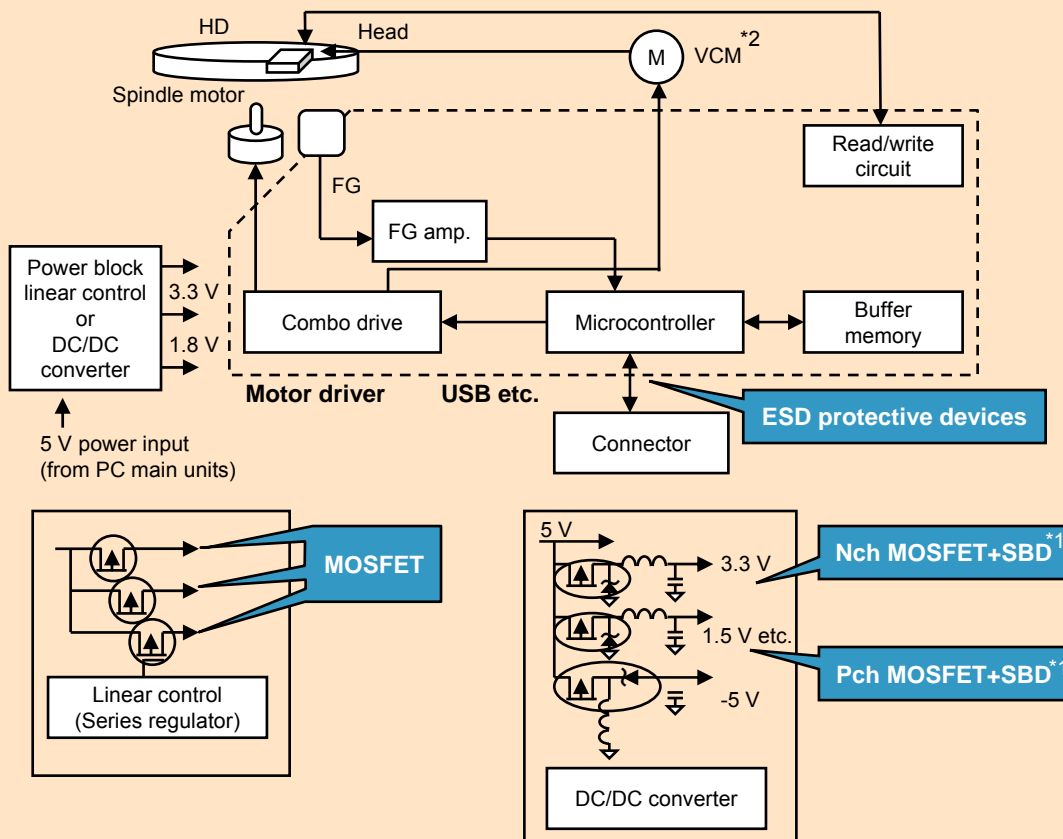 HD
Head
M
VCM*2
Spindle motor
Read/write
circuit
FG
FG amp.
Power block
linear control
or
DC/DC
converter
3.3 V
1.8 V
Combo drive
Microcontroller
Buffer
memory
Motor driver
USB etc.
ESD protective devices
Connector
5 V power input
(from PC main units)
MOSFET
Linear control
(Series regulator)
5 V
3.3 V
Nch MOSFET+SBD*1
1.5 V etc.
Pch MOSFET+SBD*1
-5 V
DC/DC converter